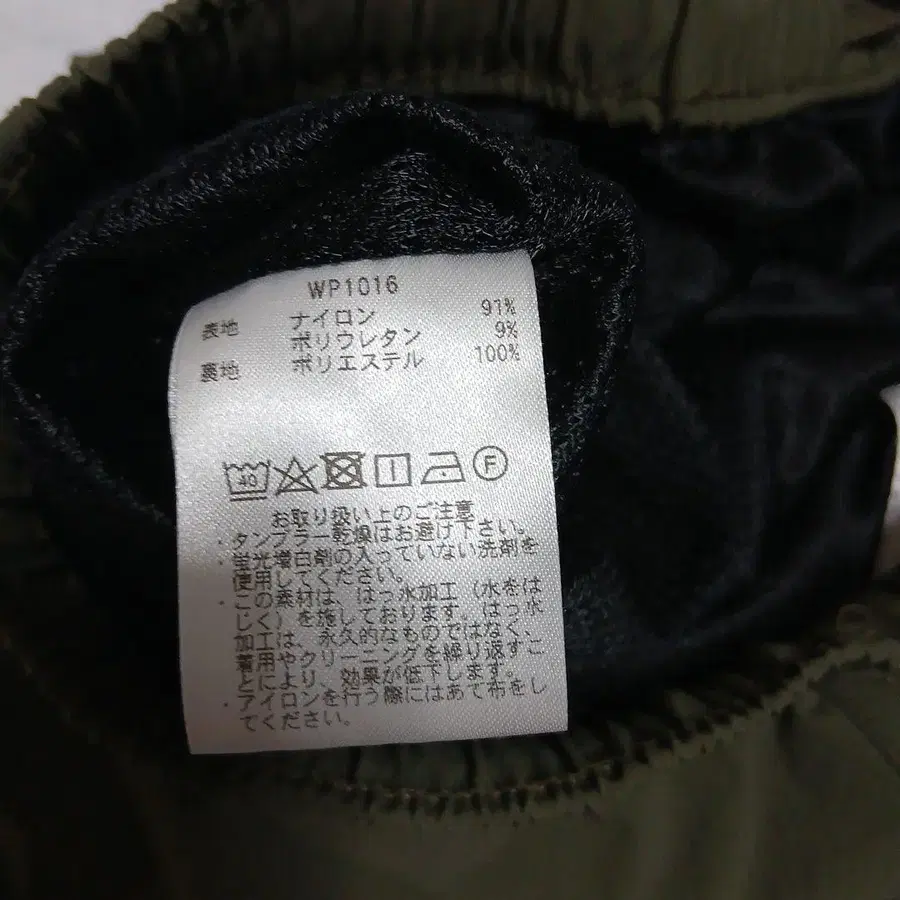 WP1016
表地 ナイロン 91%
ポリウレタン 9%
裏地 ポリエステル 100%
40 F
お取り扱い上のご注意
・タンブラー乾燥はお避け下さい。
・蛍光増白剤の入っていない洗剤を
使用してください。
・この素材は、はっ水加工（水をは
じく）を施しております。はっ水
加工は、永久的なものではなく、
着用やクリーニングを繰り返すこ
とにより、効果が低下します。
・アイロンを行う際にはあて布をし
てください。